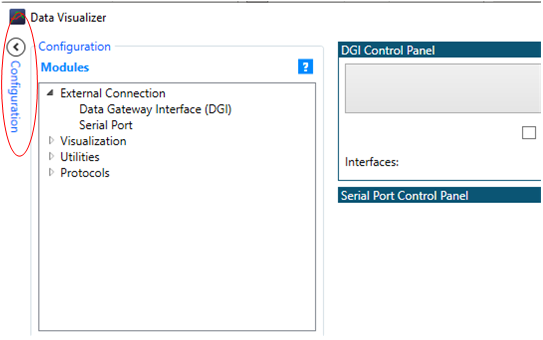 Data Visualizer
Configuration
Configuration
Modules
?
External Connection
Data Gateway Interface (DGI)
Serial Port
Visualization
Utilities
Protocols
DGI Control Panel
Interfaces:
Serial Port Control Panel